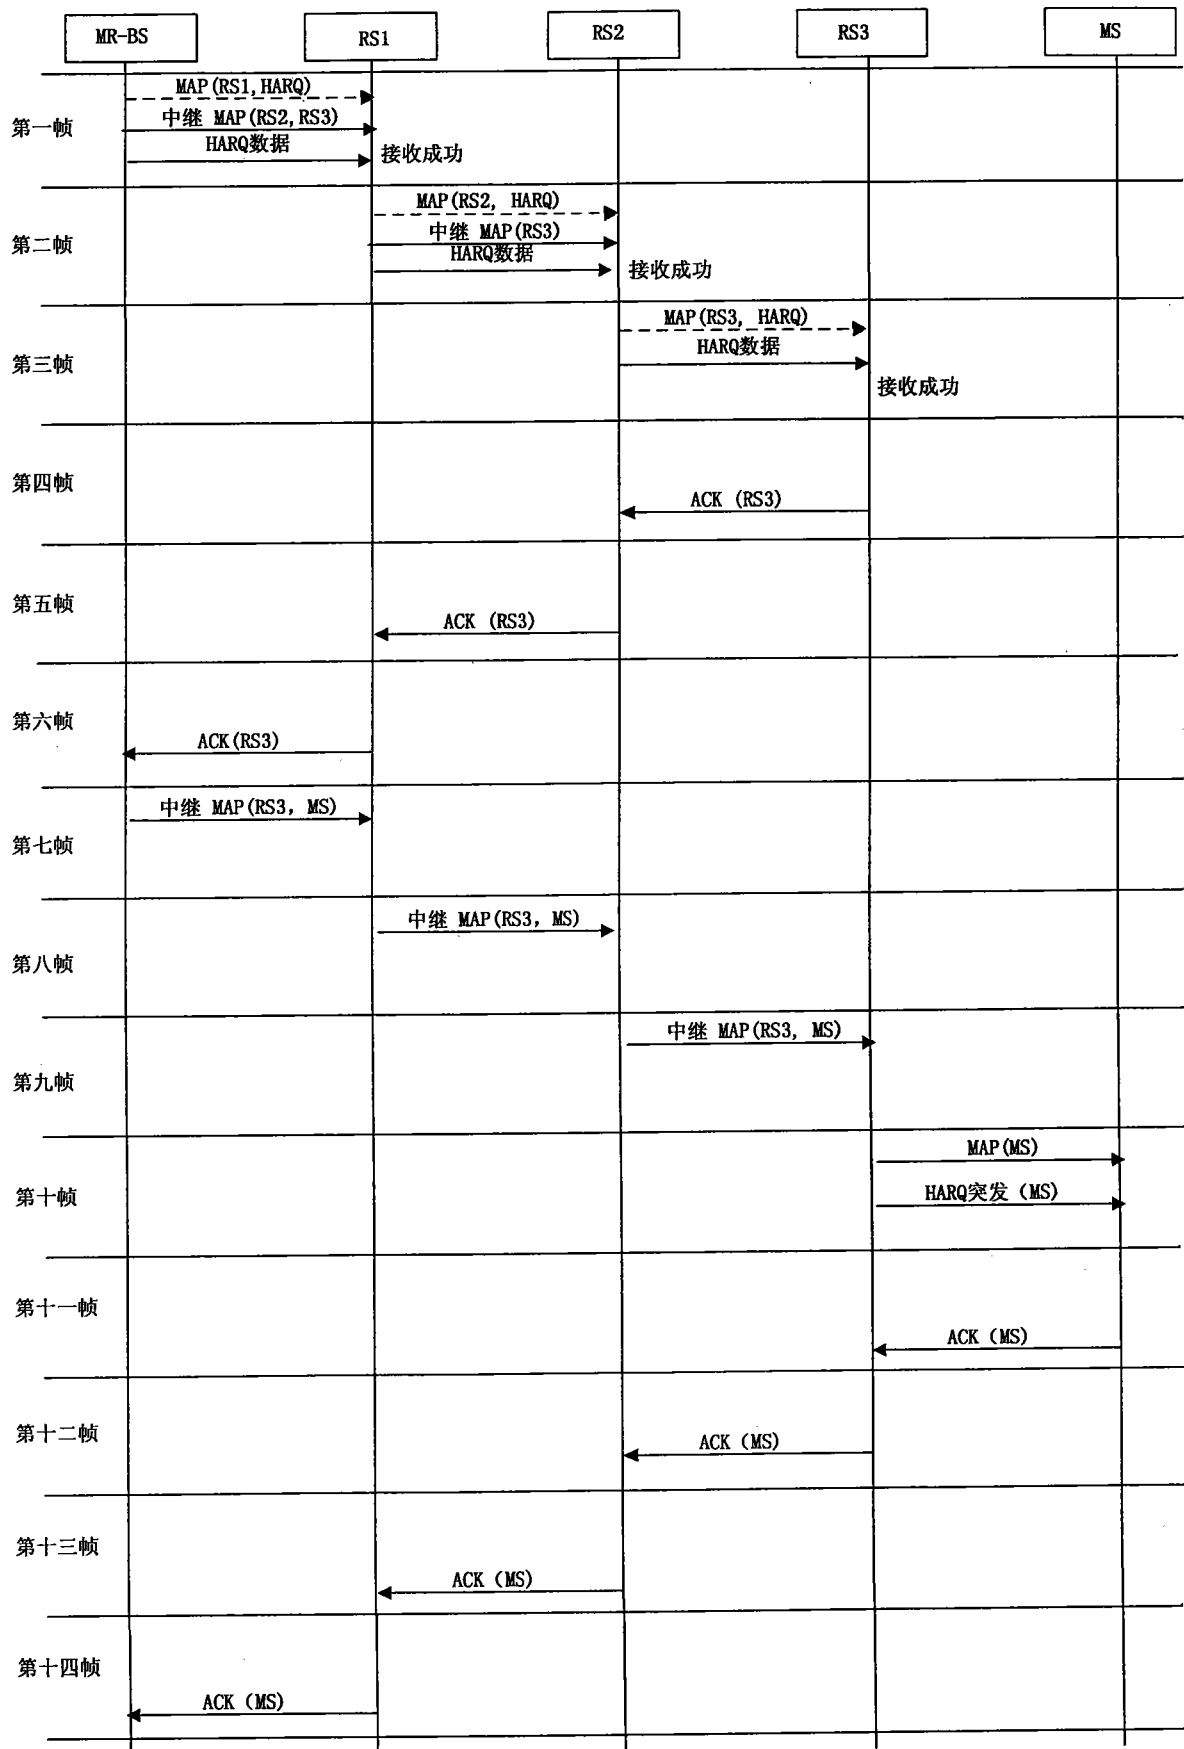 MR-BS
RS1
RS2
RS3
MS
第一帧
MAP(RS1,HARQ)
中继 MAP(RS2,RS3)
HARQ数据
接收成功
第二帧
MAP(RS2, HARQ)
中继 MAP(RS3)
HARQ数据
接收成功
第三帧
MAP(RS3, HARQ)
HARQ数据
接收成功
第四帧
ACK (RS3)
第五帧
ACK (RS3)
第六帧
ACK(RS3)
第七帧
中继 MAP(RS3, MS)
第八帧
中继 MAP(RS3, MS)
第九帧
中继 MAP(RS3, MS)
第十帧
MAP(MS)
HARQ突发 (MS)
第十一帧
ACK (MS)
第十二帧
ACK (MS)
第十三帧
ACK (MS)
第十四帧
ACK (MS)